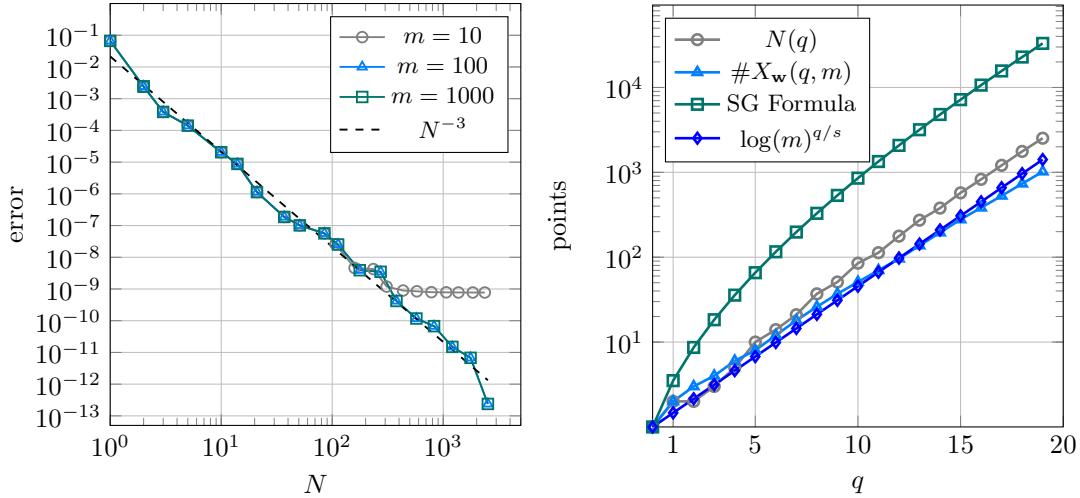 10^{-1}
10^{-2}
10^{-3}
10^{-4}
10^{-5}
10^{-6}
10^{-7}
10^{-8}
10^{-9}
10^{-10}
10^{-11}
10^{-12}
10^{-13}
error
10^0 10^1 10^2 10^3
N
m = 10
m = 100
m = 1000
N^{-3}
10^4
10^3
10^2
10^1
points
1 5 10 15 20
q
N(q)
#X_𝐰(q, m)
SG Formula
log(m)^{q/s}